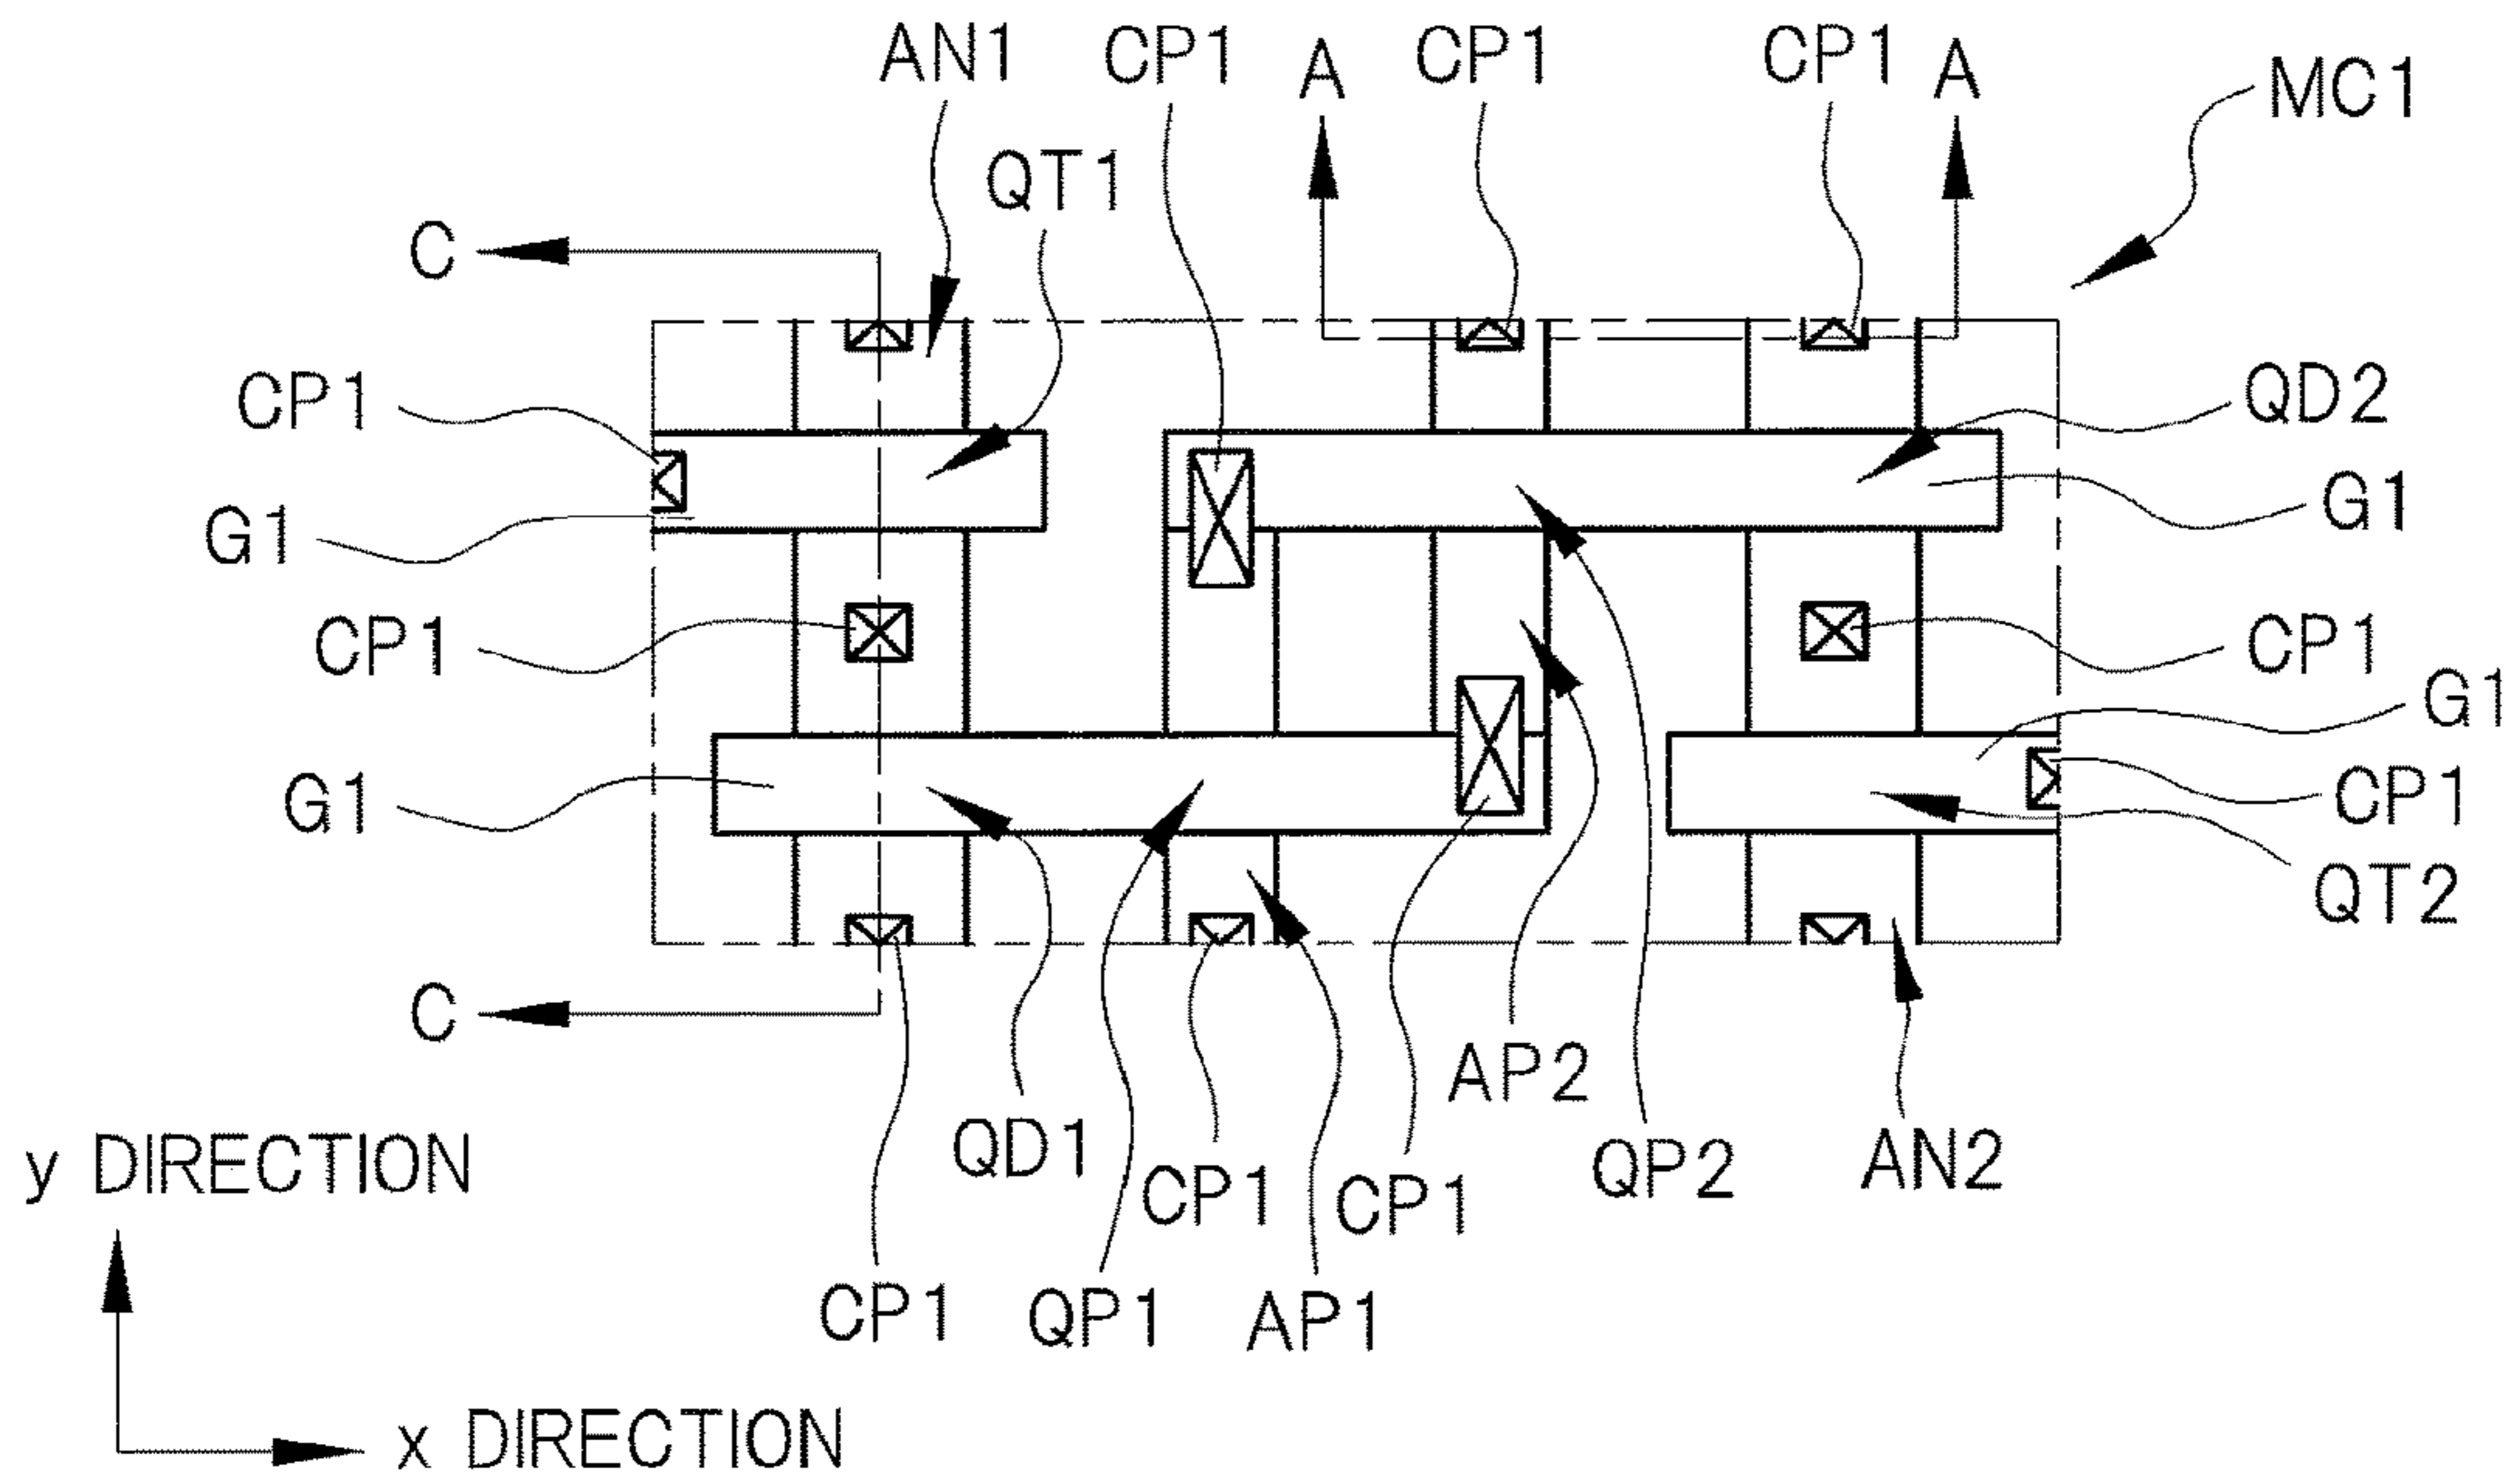 AN1
CP1
A
CP1
CP1
A
MC1
QT1
C
CP1
QD2
G1
G1
CP1
CP1
G1
G1
CP1
QT2
C
AP2
QD1
CP1
CP1
QP2
AN2
y DIRECTION
CP1
QP1
AP1
x DIRECTION